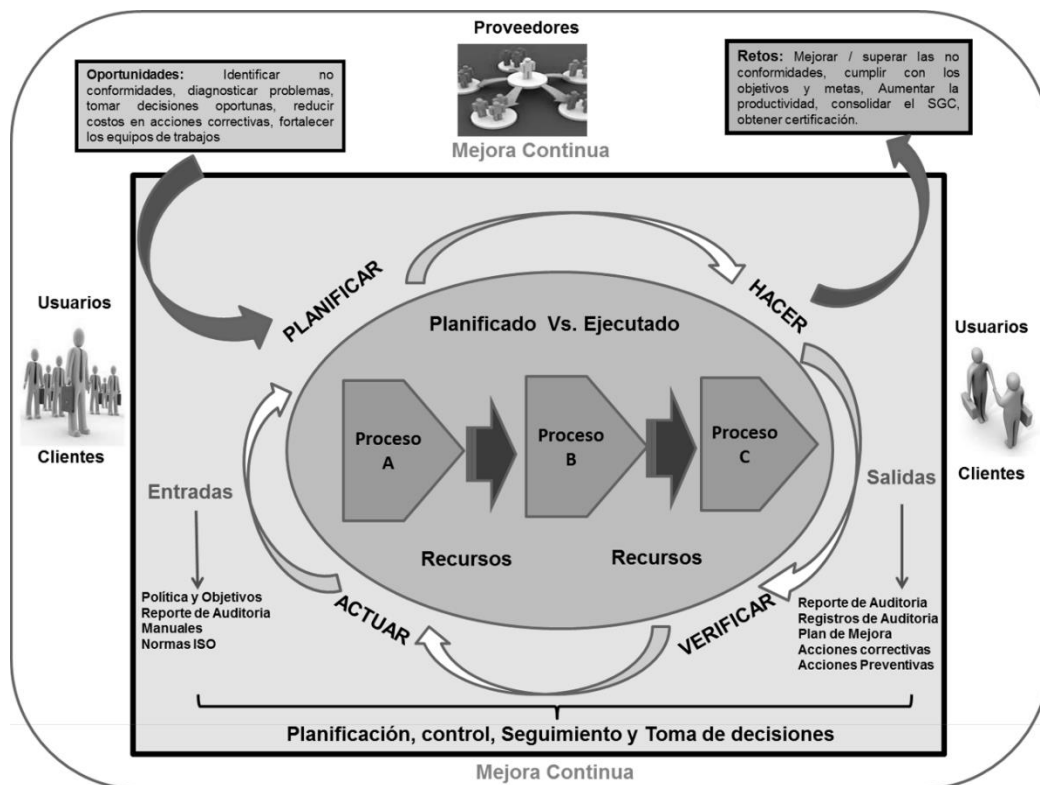 Proveedores
Oportunidades: Identificar no
conformidades, diagnosticar problemas,
tomar decisiones oportunas, reducir
costos en acciones correctivas, fortalecer
los equipos de trabajos
Retos: Mejorar / superar las no
conformidades, cumplir con los
objetivos y metas, Aumentar la
productividad, consolidar el SGC,
obtener certificación.
Mejora Continua
PLANIFICAR
HACER
Usuarios
Clientes
Planificado Vs. Ejecutado
Proceso
A
Proceso
B
Proceso
C
Usuarios
Clientes
Entradas
Salidas
Recursos
Recursos
Política y Objetivos
Reporte de Auditoria
Manuales
Normas ISO
ACTUAR
VERIFICAR
Reporte de Auditoria
Registros de Auditoria
Plan de Mejora
Acciones correctivas
Acciones Preventivas
Planificación, control, Seguimiento y Toma de decisiones
Mejora Continua